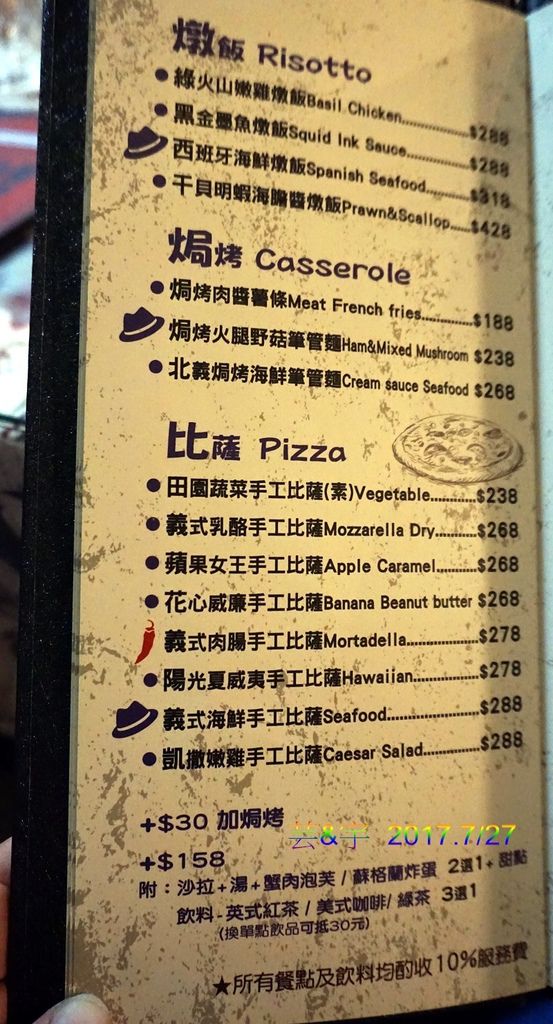 燉飯 Risotto
●綠火山嫩雞燉飯Basil Chicken................$288
●黑金墨魚燉飯Squid Ink Sauce...............$288
西班牙海鮮燉飯Spanish Seafood..........$318
●干貝明蝦海膽醬燉飯Prawn&Scallop.....$428
焗烤 Casserole
●焗烤肉醬薯條Meat French fries.............$188
焗烤火腿野菇筆管麵Ham&Mixed Mushroom $238
●北義焗烤海鮮筆管麵Cream sauce Seafood $268
比薩 Pizza
●田園蔬菜手工比薩(素)Vegetable............$238
●義式乳酪手工比薩Mozzarella Dry...........$268
●蘋果女王手工比薩Apple Caramel...........$268
●花心威廉手工比薩Banana Beanut butter $268
義式肉腸手工比薩Mortadella...................$278
●陽光夏威夷手工比薩Hawaiian................$278
義式海鮮手工比薩Seafood.......................$288
●凱撒嫩雞手工比薩Caesar Salad..............$288
+$30 加焗烤
芸&宇 2017.7/27
+$158
附：沙拉+湯+蟹肉泡芙 / 蘇格蘭炸蛋 2選1+ 甜點
飲料-英式紅茶 / 美式咖啡/ 綠茶 3選1
(換單點飲品可抵30元)
★所有餐點及飲料均酌收10%服務費